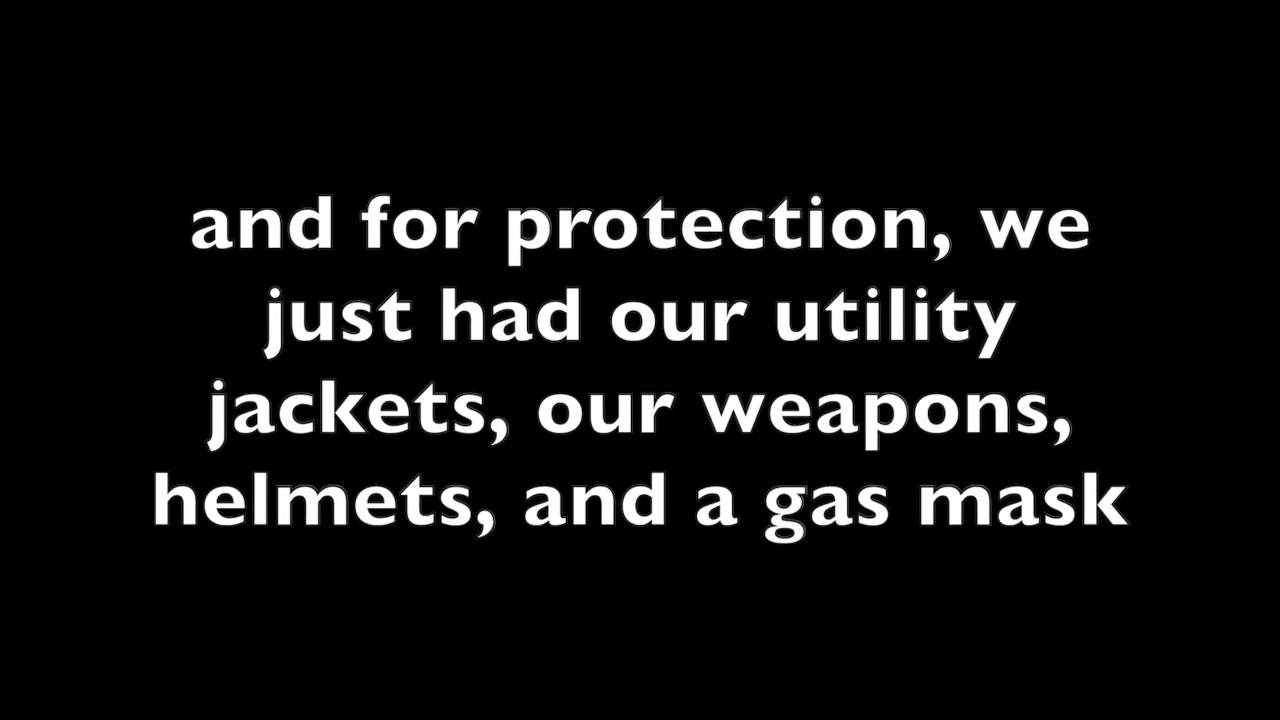 and for protection, we
just had our utility
jackets, our weapons,
helmets, and a gas mask